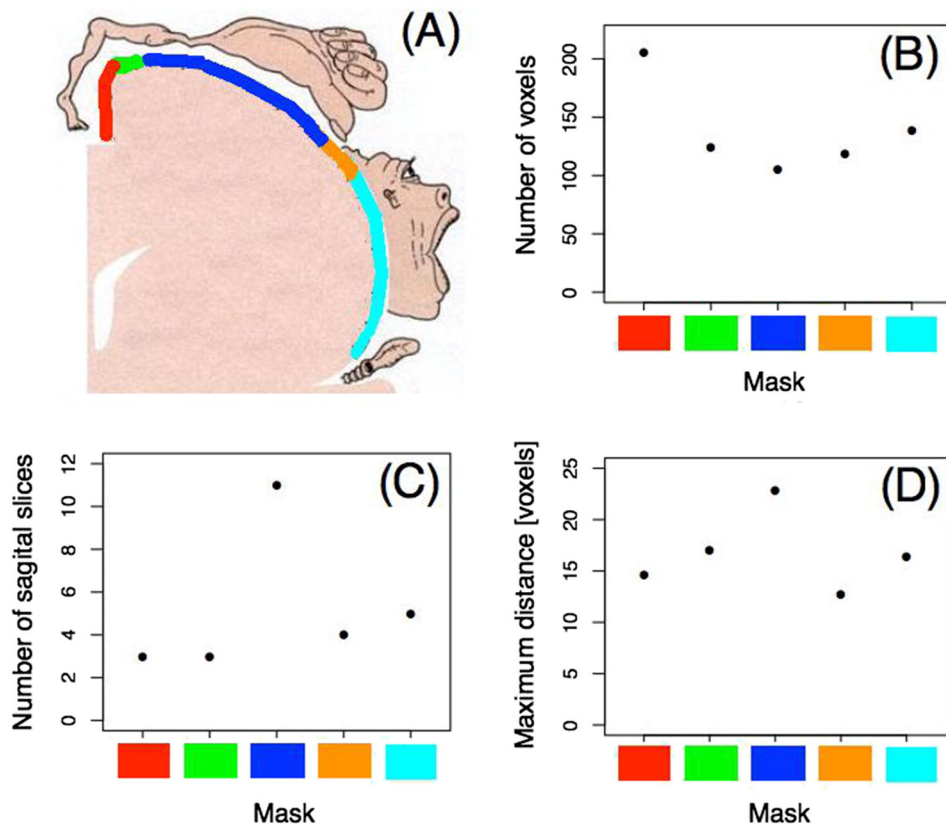 (A)
(B)
Number of voxels
200
150
100
50
0
Mask
(C)
Number of sagital slices
12
10
8
6
4
2
0
Mask
(D)
Maximum distance [voxels]
25
20
15
10
5
0
Mask